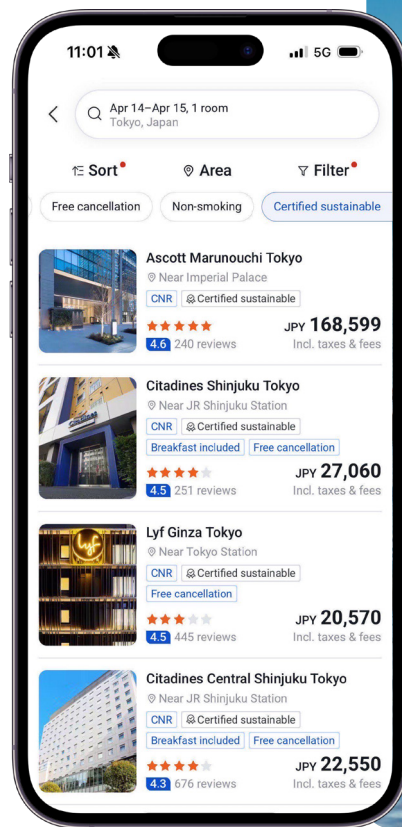 11:01
5G
Apr 14–Apr 15, 1 room
Tokyo, Japan
Sort
Area
Filter
Free cancellation
Non-smoking
Certified sustainable
Ascott Marunouchi Tokyo
Near Imperial Palace
CNR
Certified sustainable
JPY 168,599
4.6 240 reviews
Incl. taxes & fees
Citadines Shinjuku Tokyo
Near JR Shinjuku Station
CNR
Certified sustainable
Breakfast included
Free cancellation
JPY 27,060
4.5 251 reviews
Incl. taxes & fees
Citadines
Lyf Ginza Tokyo
Near Tokyo Station
CNR
Certified sustainable
Free cancellation
JPY 20,570
4.5 445 reviews
Incl. taxes & fees
lyf
Citadines Central Shinjuku Tokyo
Near JR Shinjuku Station
CNR
Certified sustainable
Breakfast included
Free cancellation
JPY 22,550
4.3 676 reviews
Incl. taxes & fees